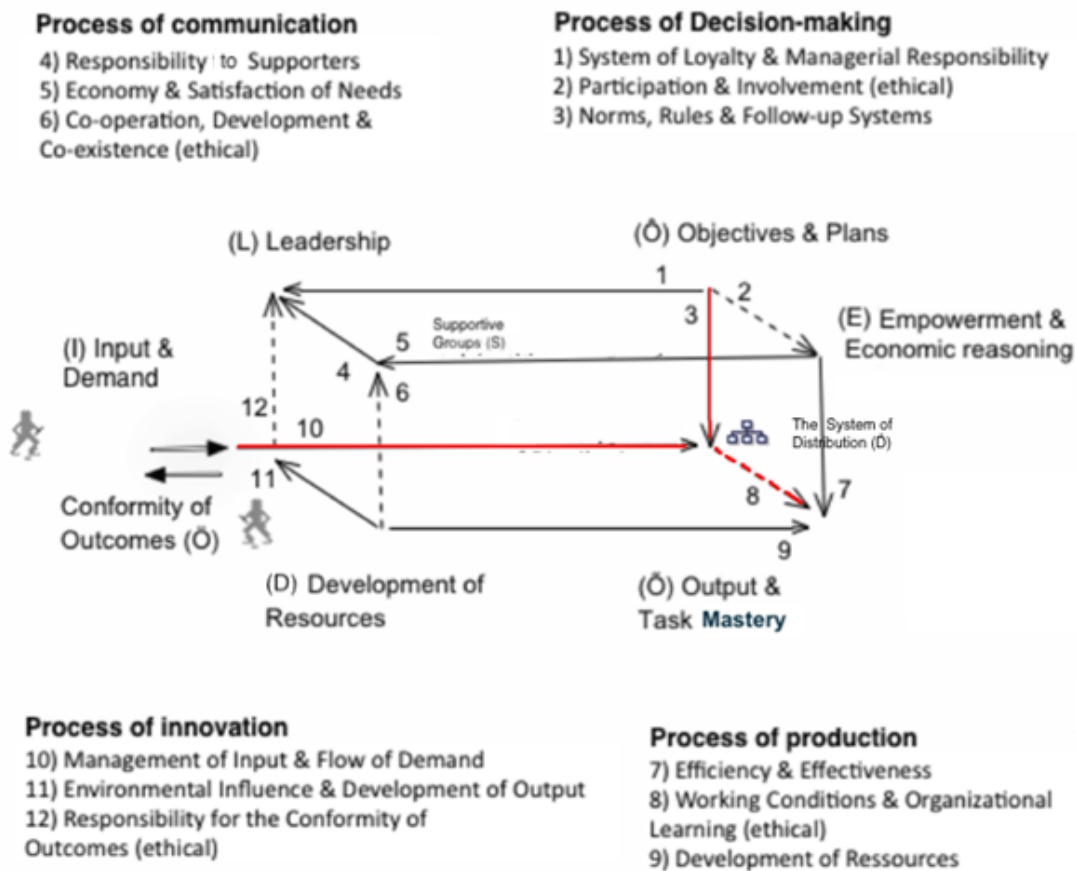 Process of communication
4) Responsibility to Supporters
5) Economy & Satisfaction of Needs
6) Co-operation, Development &
Co-existence (ethical)
Process of Decision-making
1) System of Loyalty & Managerial Responsibility
2) Participation & Involvement (ethical)
3) Norms, Rules & Follow-up Systems
(L) Leadership
(Ô) Objectives & Plans
1
2
3
(E) Empowerment &
Economic reasoning
Supportive
Groups (S)
5
4
6
(I) Input &
Demand
12
10
The System of
Distribution (D̂)
11
8
7
Conformity of
Outcomes (Ö)
9
(D) Development of
Resources
(Ō) Output &
Task Mastery
Process of innovation
10) Management of Input & Flow of Demand
11) Environmental Influence & Development of Output
12) Responsibility for the Conformity of
Outcomes (ethical)
Process of production
7) Efficiency & Effectiveness
8) Working Conditions & Organizational
Learning (ethical)
9) Development of Ressources